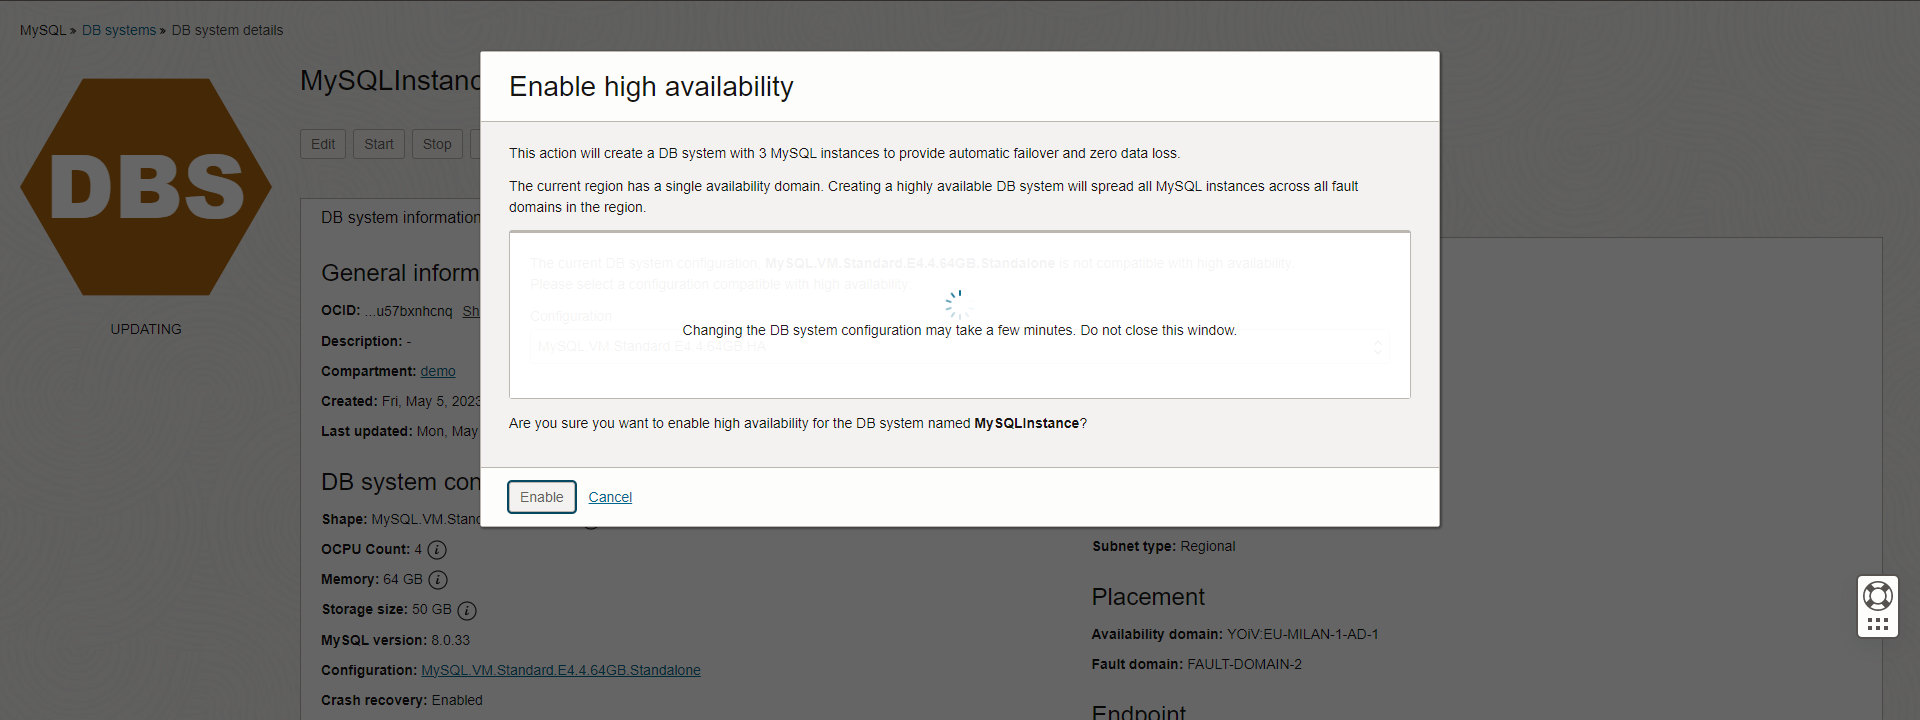 MySQL » DB systems » DB system details
DBS
UPDATING
MySQLInstanc
Edit Start Stop
DB system information
General inform
OCID: ...u57bxnhcnq Sh
Description: -
Compartment: demo
Created: Fri, May 5, 2023
Last updated: Mon, May
DB system con
Shape: MySQL.VM.Stand
OCPU Count: 4
Memory: 64 GB
Storage size: 50 GB
MySQL version: 8.0.33
Configuration: MySQL.VM.Standard.E4.4.64GB.Standalone
Crash recovery: Enabled
Enable high availability
This action will create a DB system with 3 MySQL instances to provide automatic failover and zero data loss.
The current region has a single availability domain. Creating a highly available DB system will spread all MySQL instances across all fault
domains in the region.
The current DB system configuration, MySQL.VM.Standard.E4.4.64GB.Standalone is not compatible with high availability.
Please select a configuration compatible with high availability.
Configuration
Changing the DB system configuration may take a few minutes. Do not close this window.
MySQL.VM.Standard.E4.4.64GB.HA
Are you sure you want to enable high availability for the DB system named MySQLInstance?
Enable Cancel
Subnet type: Regional
Placement
Availability domain: YOiV:EU-MILAN-1-AD-1
Fault domain: FAULT-DOMAIN-2
Endpoint